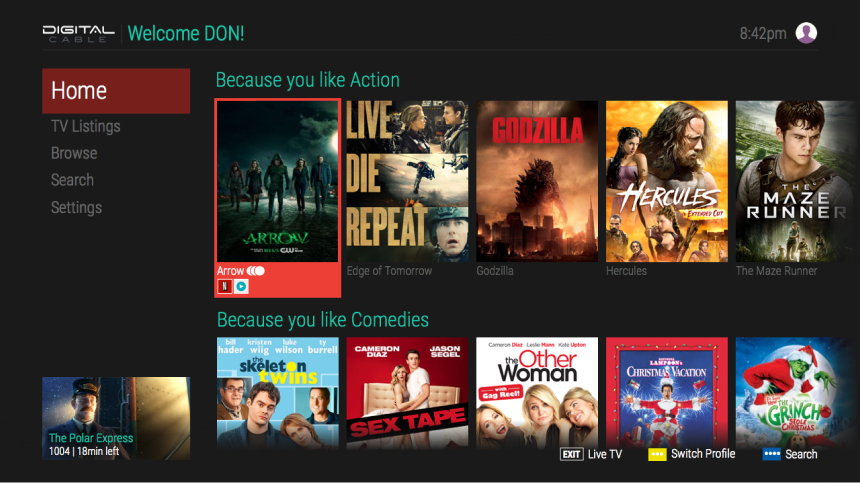 DIGITAL
CABLE
Welcome DON!
8:42pm
Home
TV Listings
Browse
Search
Settings
Because you like Action
ARROW
CW
Arrow
N
LIVE
DIE
REPEAT
Edge of Tomorrow
GODZILLA
Godzilla
HERCULES
EXTENDED CUT
Hercules
THE
MAZE
RUNNER
The Maze Runner
Because you like Comedies
bill hader
kristen wiig
luke wilson
ty burrell
the
skeleton
twins
CAMERON DIAZ
JASON SEGEL
SEX TAPE
Cameron Diaz Leslie Mann Kate Upton
the Other
Woman
WITH
Gag Reel!
LAMPOON'S
CHRISTMAS VACATION
THE
GRINCH
STOLE
CHRISTMAS
The Polar Express
1004 | 18min left
EXIT Live TV
Switch Profile
Search